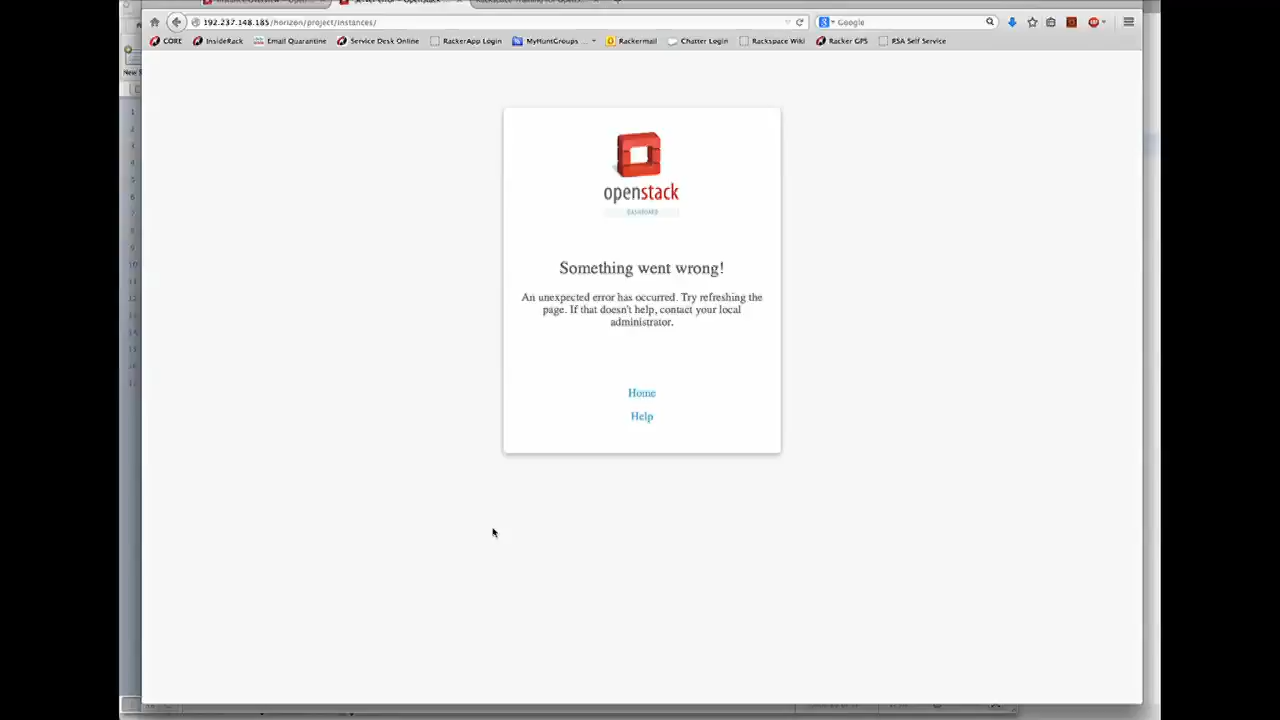 192.237.148.185/horizon/project/instances/
Google
CORE InsideRack Email Quarantine Service Desk Online RackerApp Login MyHuntGroups ... Rackermail Chatter Login Rackspace Wiki Racker GPS PSA Self Service
openstack
DASHBOARD
Something went wrong!
An unexpected error has occurred. Try refreshing the
page. If that doesn't help, contact your local
administrator.
Home
Help